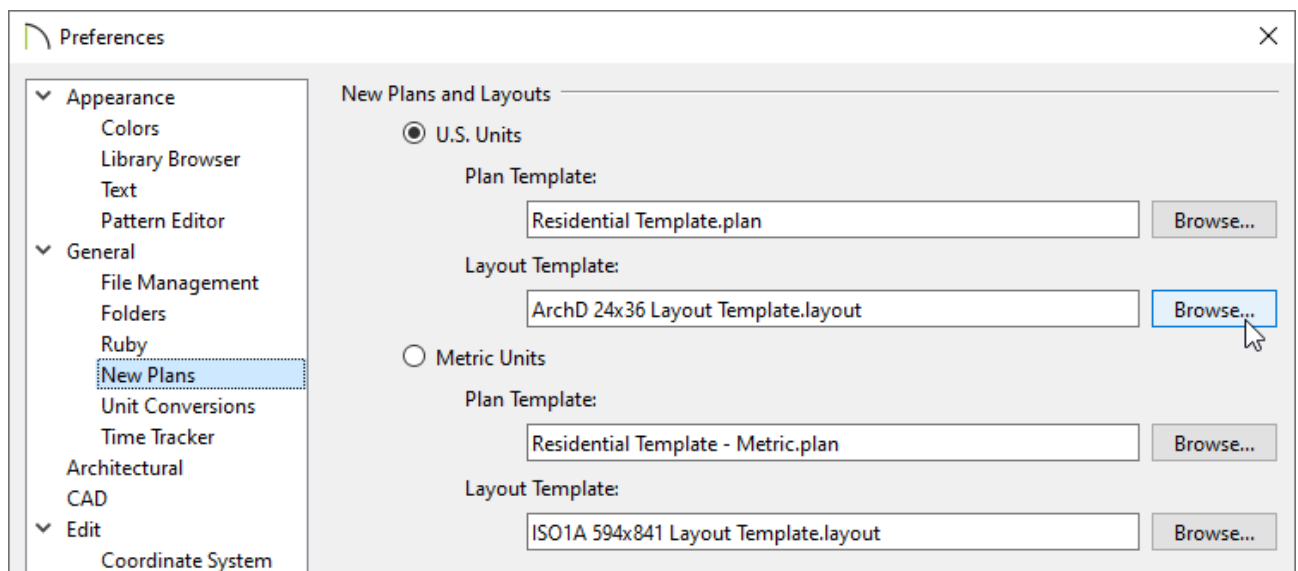 Preferences
Appearance
Colors
Library Browser
Text
Pattern Editor
General
File Management
Folders
Ruby
New Plans
Unit Conversions
Time Tracker
Architectural
CAD
Edit
Coordinate System
New Plans and Layouts
U.S. Units
Plan Template:
Residential Template.plan Browse...
Layout Template:
ArchD 24x36 Layout Template.layout Browse...
Metric Units
Plan Template:
Residential Template - Metric.plan Browse...
Layout Template:
ISO1A 594x841 Layout Template.layout Browse...